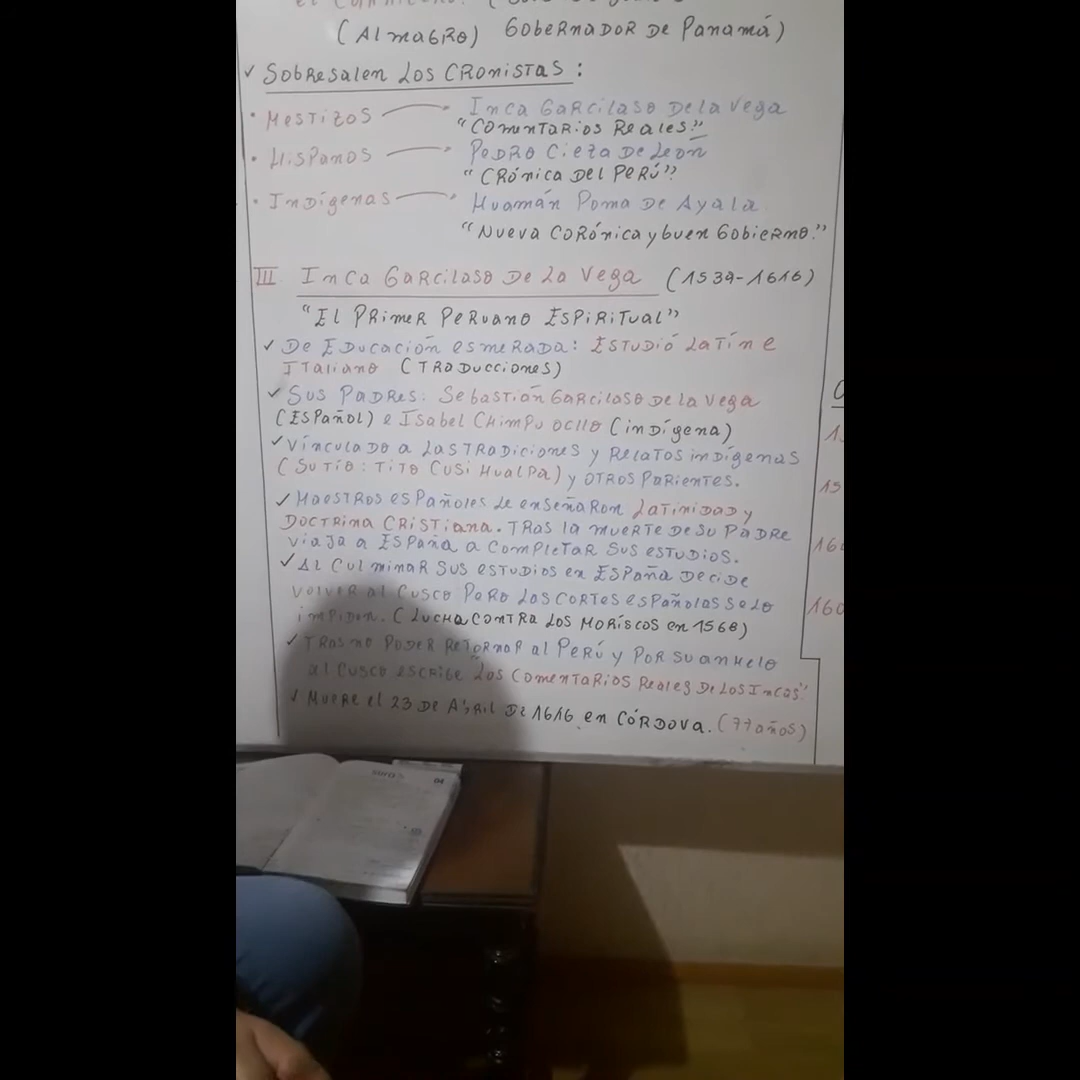 (Almagro) Gobernador de Panamá)
✓ Sobresalen los cronistas:
• Mestizos → Inca Garcilaso de la Vega
"Comentarios Reales."
• Hispanos → Pedro Cieza de León
"Crónica del Perú"
• Indígenas → Huamán Poma de Ayala
"Nueva Corónica y buen Gobierno."
III Inca Garcilaso de la Vega (1539-1616)
"El Primer Peruano Espiritual"
✓ De Educación esmerada: Estudió Latín e
Italiano (Traducciones)
✓ Sus Padres: Sebastián Garcilaso de la Vega
(Español) e Isabel Chimpu Ocllo (indígena)
✓ Vinculado a las tradiciones y relatos indígenas
(Su tío: Tito Cusi Hualpa) y otros parientes.
✓ Maestros españoles le enseñaron Latinidad y
Doctrina Cristiana. Tras la muerte de su padre
viaja a España a completar sus estudios.
✓ Al culminar sus estudios en España decide
volver al Cusco pero las cortes españolas se lo
impiden. (Lucha contra los Moriscos en 1568)
✓ Tras no poder retornar al Perú y por su anhelo
al Cusco escribe "Los Comentarios Reales de los Incas"
✓ Muere el 23 de Abril de 1616 en Córdova. (77 años)
04